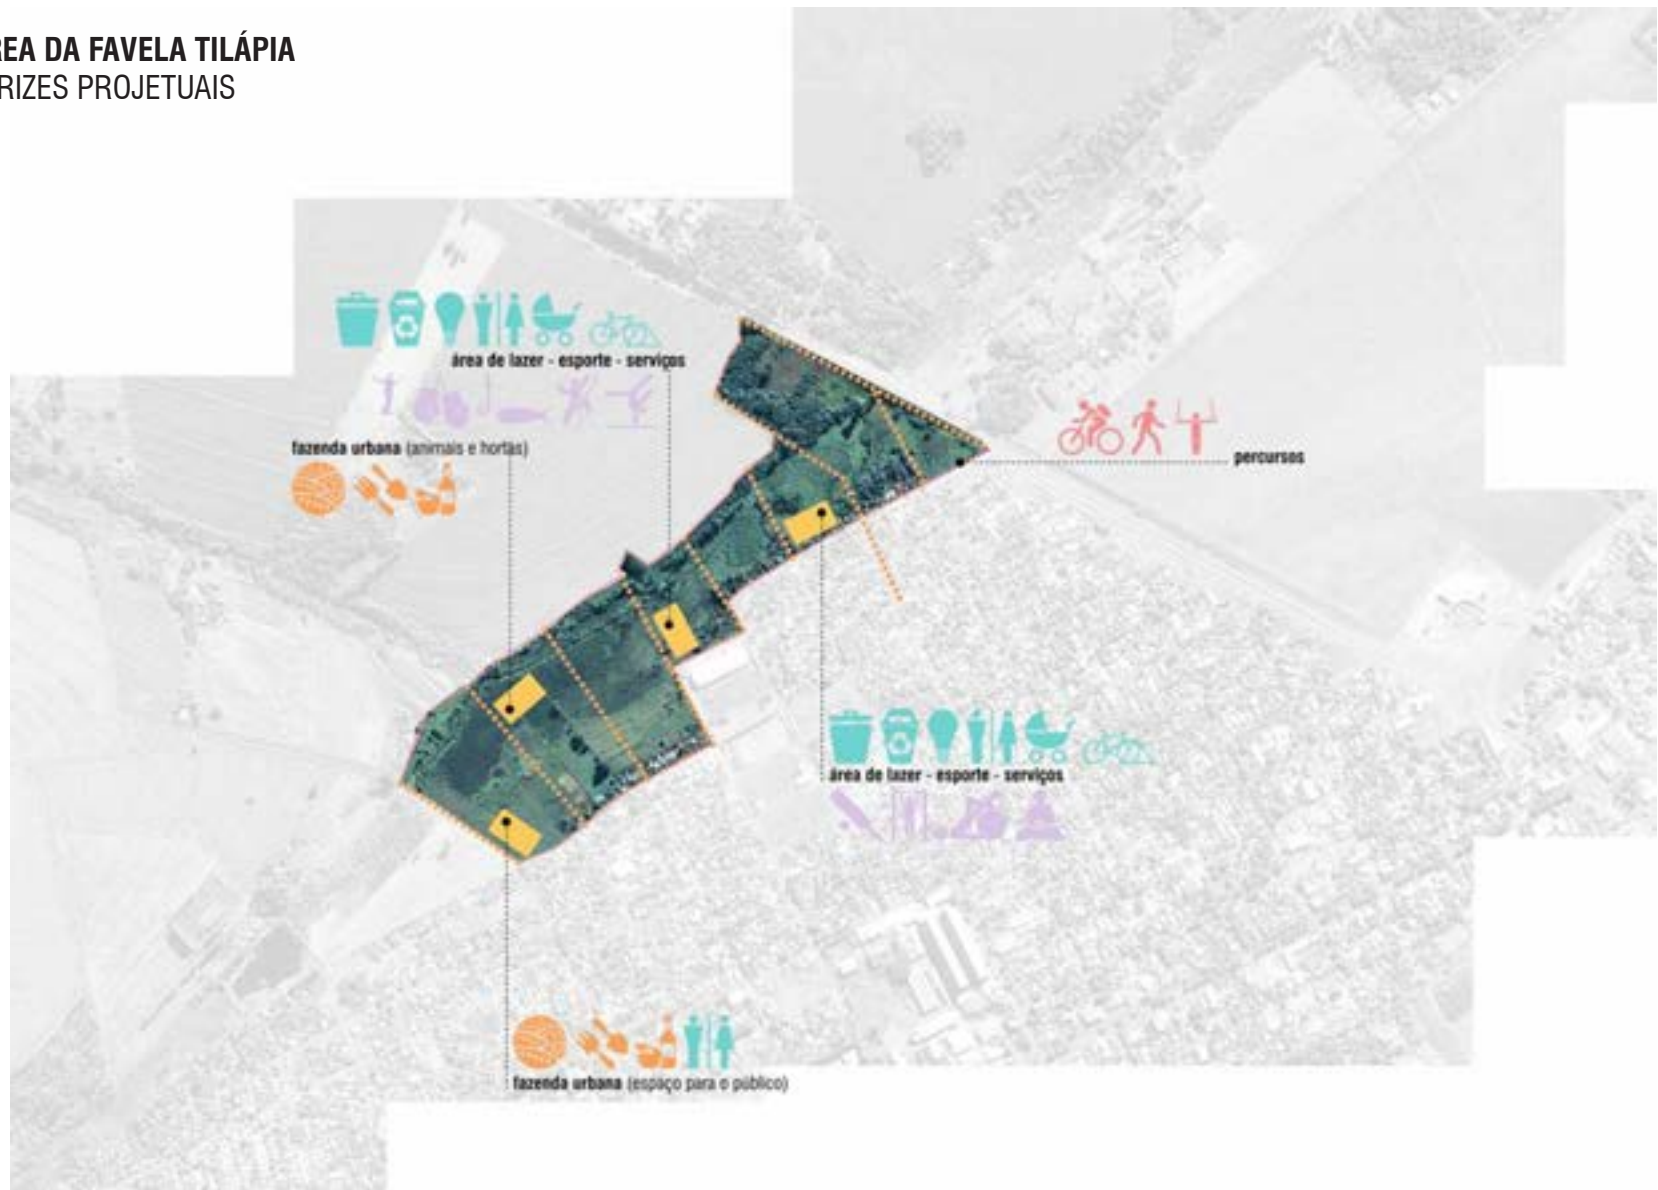 REA DA FAVELA TILÁPIA
RIZES PROJETUAIS
área de lazer - esporte - serviços
fazenda urbana (animais e hortas)
percursos
área de lazer - esporte - serviços
fazenda urbana (espaço para o público)